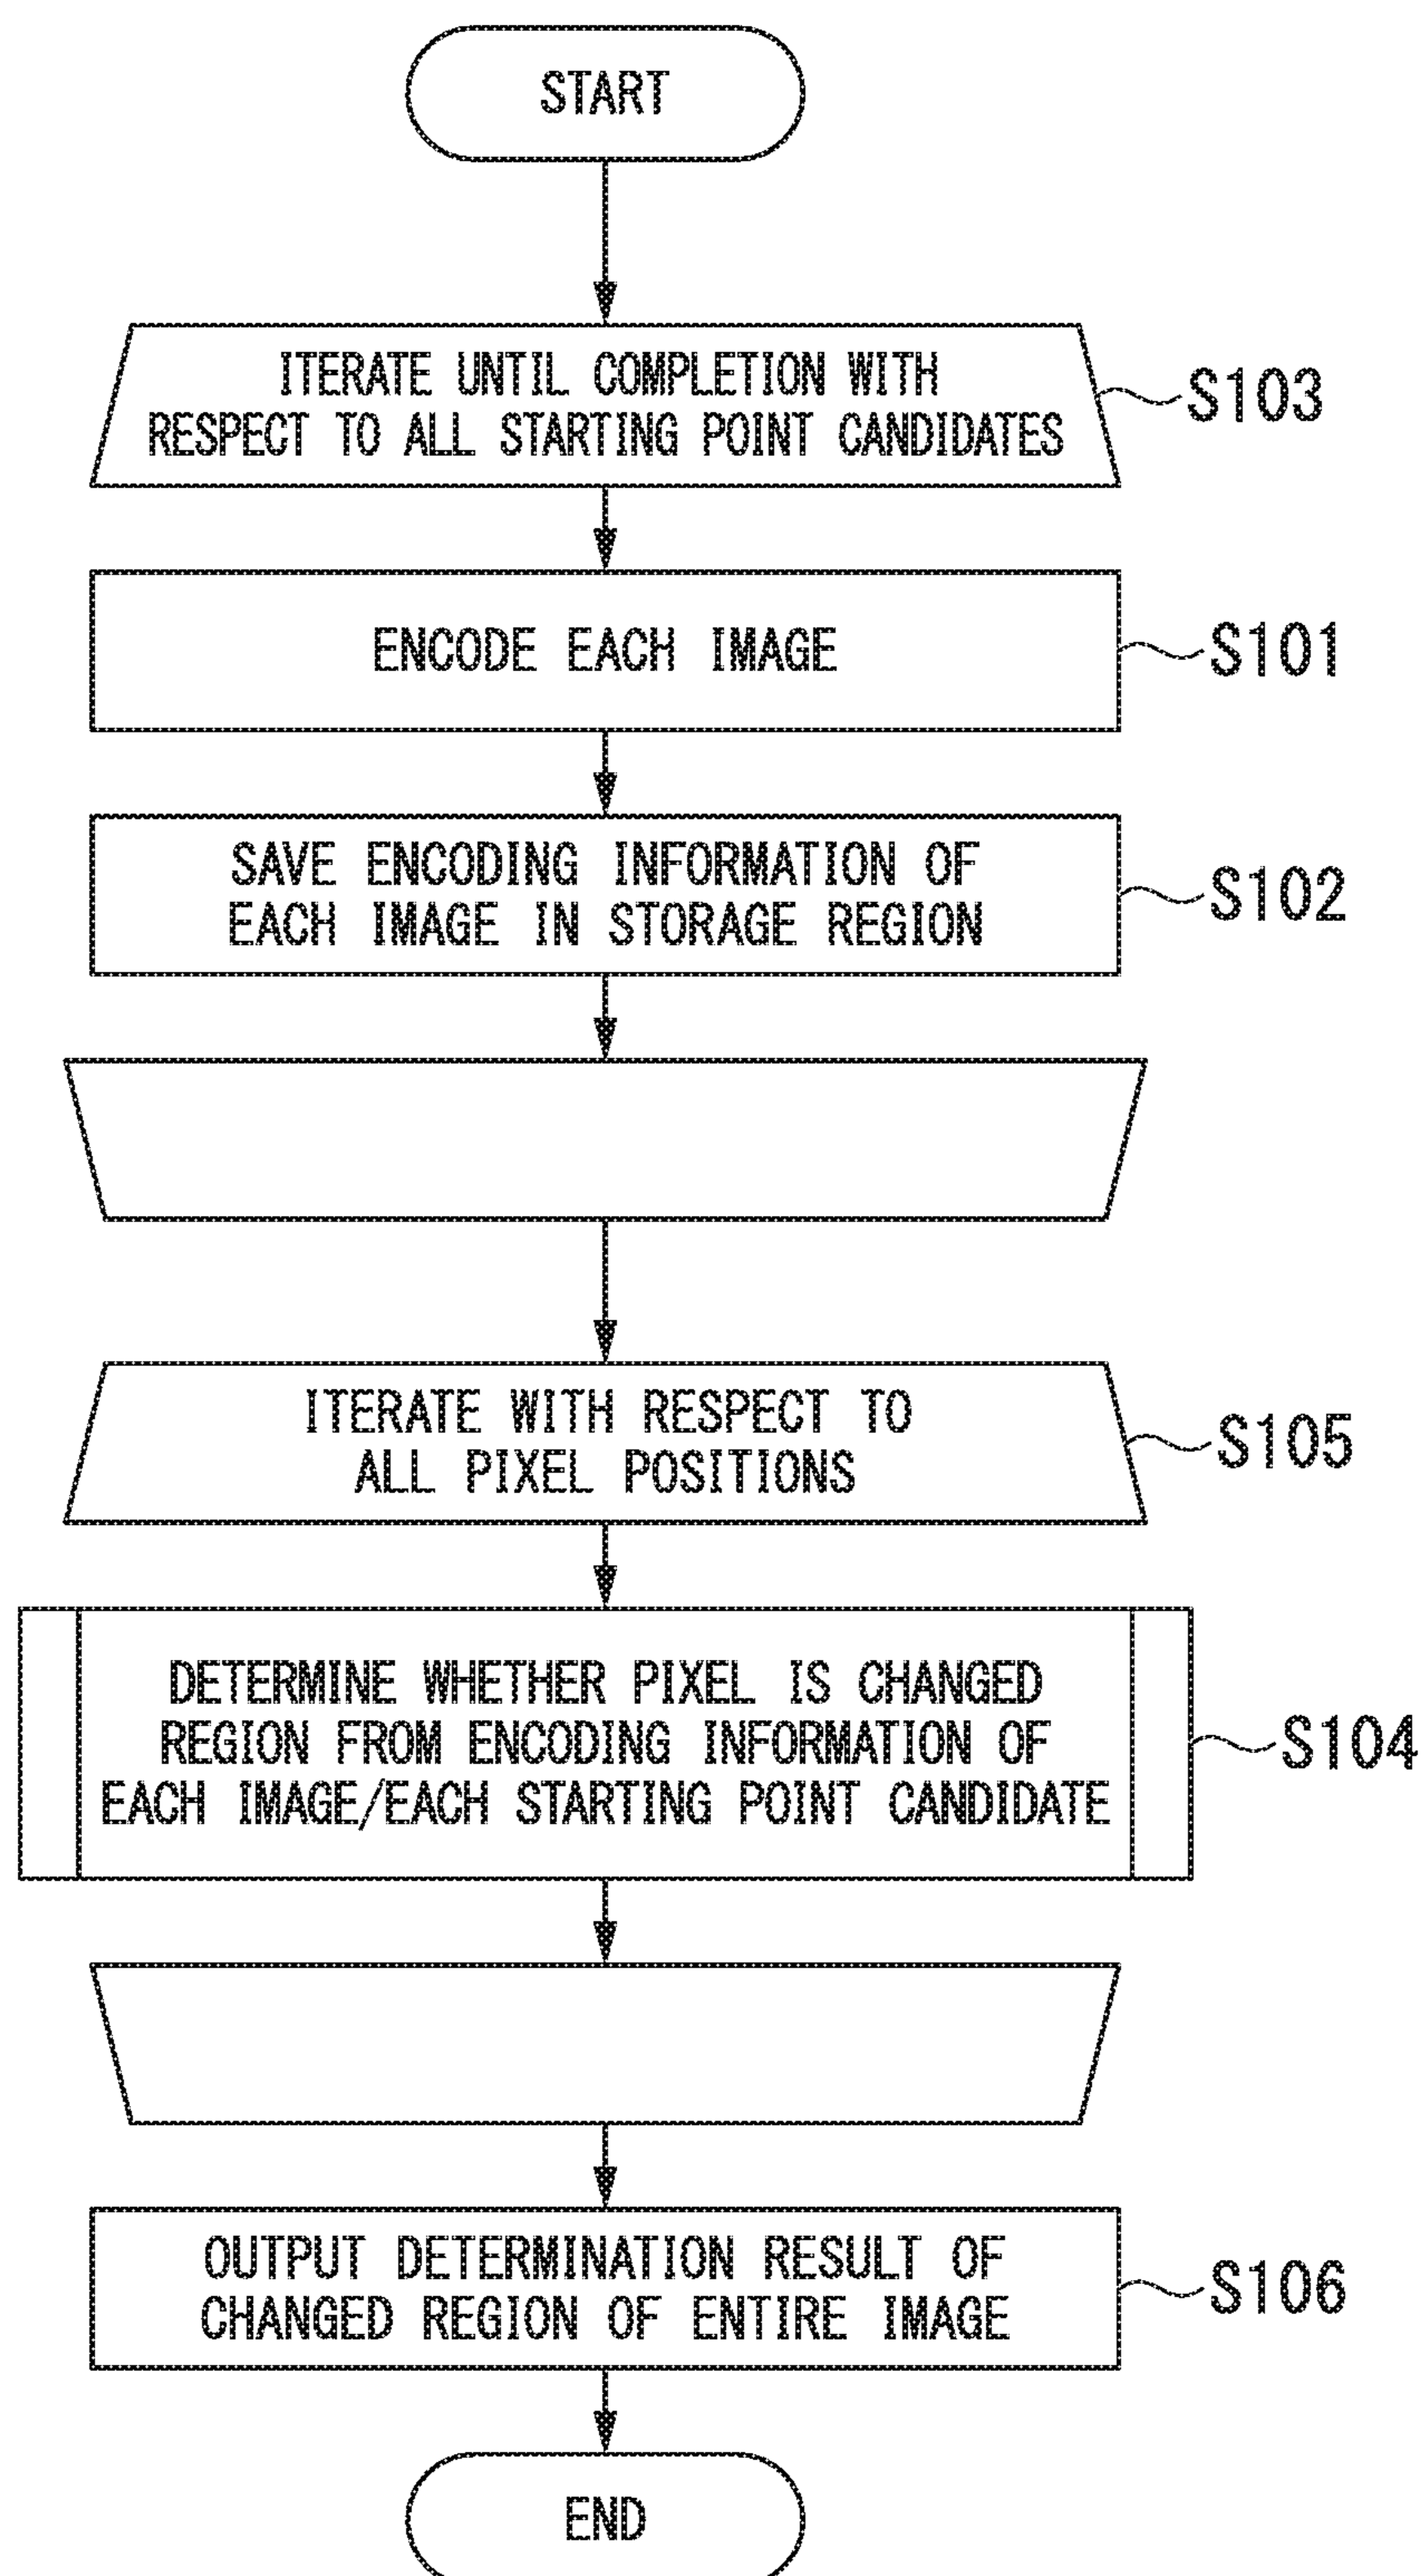 START
ITERATE UNTIL COMPLETION WITH
RESPECT TO ALL STARTING POINT CANDIDATES
S103
ENCODE EACH IMAGE
S101
SAVE ENCODING INFORMATION OF
EACH IMAGE IN STORAGE REGION
S102
ITERATE WITH RESPECT TO
ALL PIXEL POSITIONS
S105
DETERMINE WHETHER PIXEL IS CHANGED
REGION FROM ENCODING INFORMATION OF
EACH IMAGE/EACH STARTING POINT CANDIDATE
S104
OUTPUT DETERMINATION RESULT OF
CHANGED REGION OF ENTIRE IMAGE
S106
END